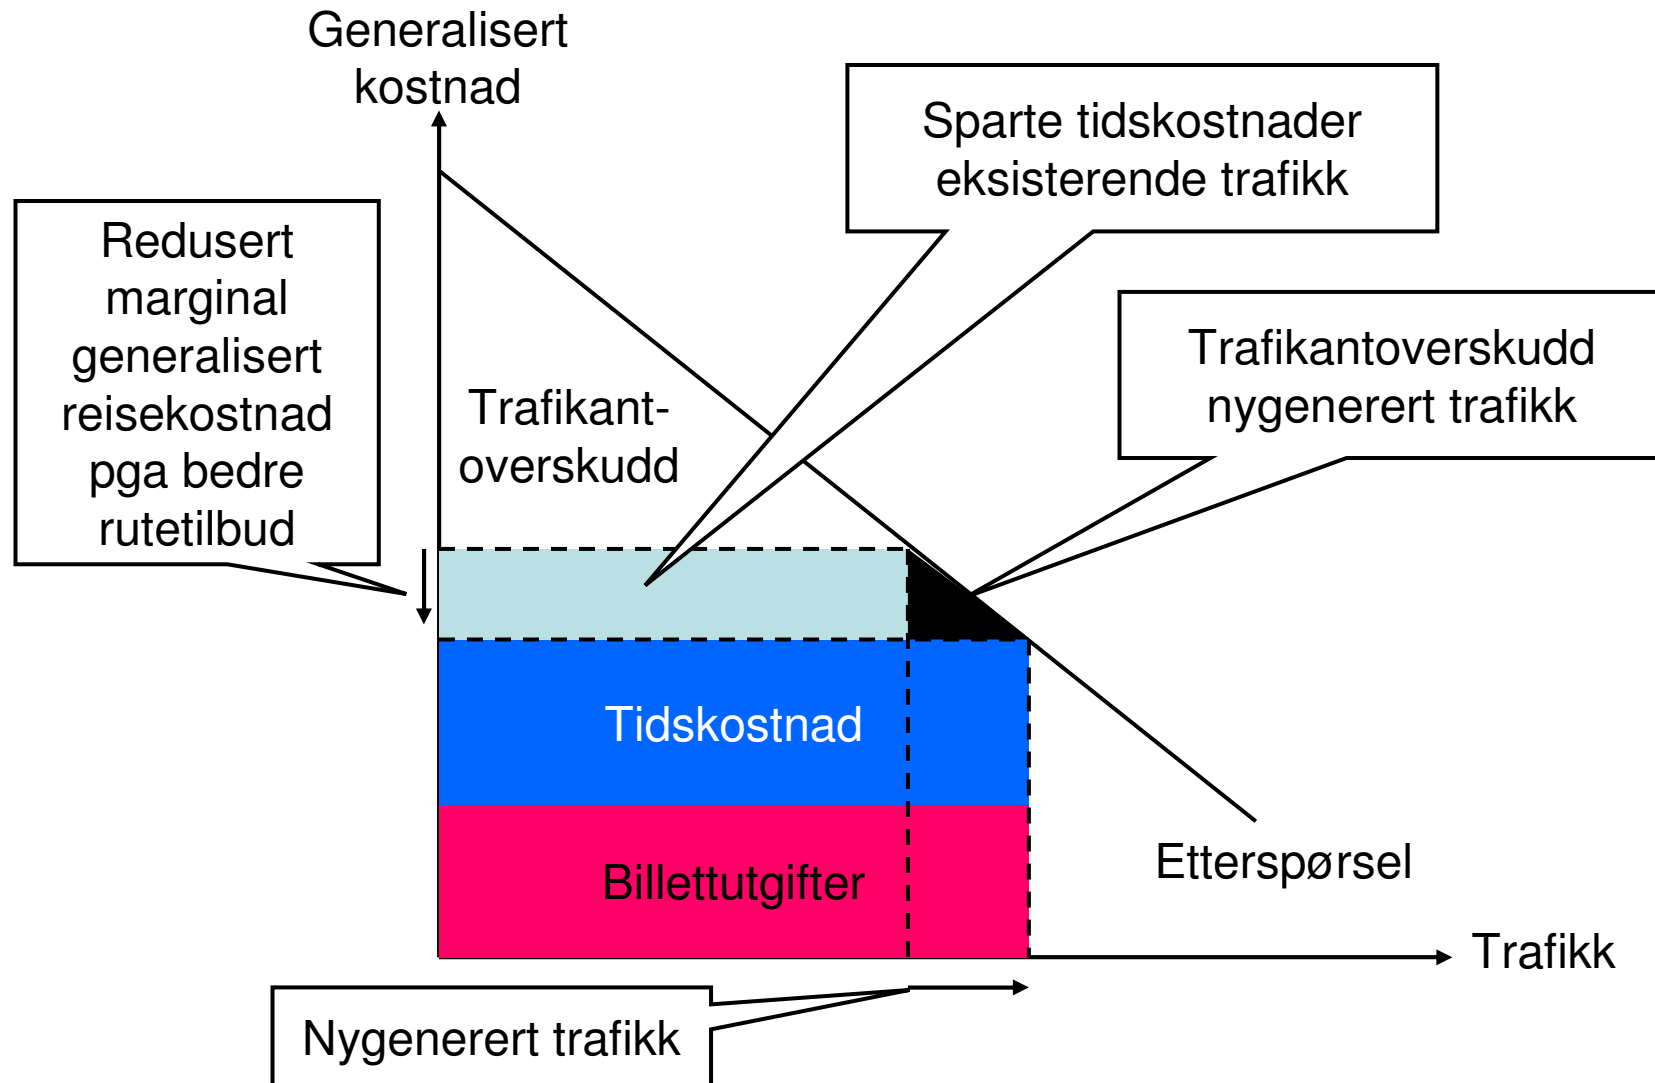 Generalisert
kostnad
Sparte tidskostnader
eksisterende trafikk
Redusert
marginal
generalisert
reisekostnad
pga bedre
rutetilbud
Trafikantoverskudd
nygenerert trafikk
Trafikant-
overskudd
Tidskostnad
Billettutgifter
Etterspørsel
Trafikk
Nygenerert trafikk